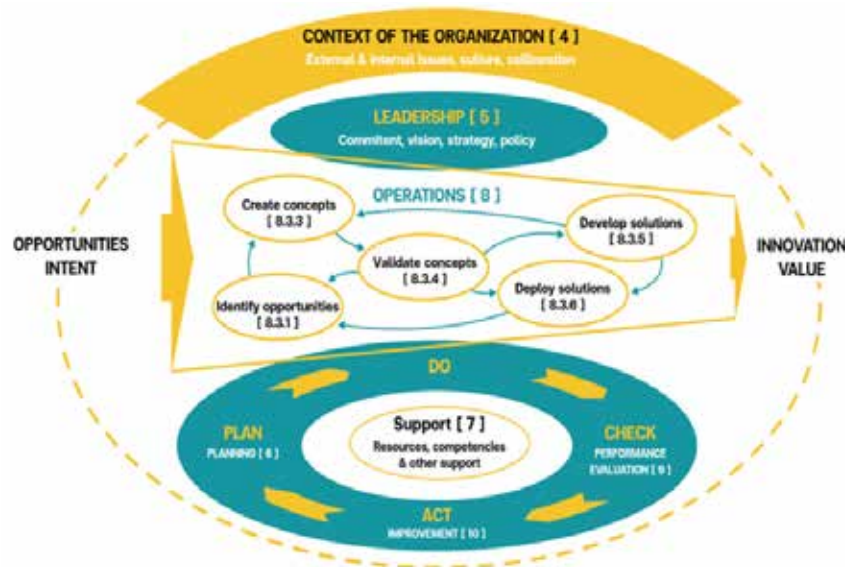 CONTEXT OF THE ORGANIZATION [ 4 ]
External & internal issues, culture, collboration
LEADERSHIP [ 5 ]
Commitent, vision, strategy, policy
OPERATIONS [ 8 ]
Create concepts
[ 8.3.3 ]
Develop solutions
[ 8.3.5 ]
OPPORTUNITIES
INTENT
Validate concepts
[ 8.3.4 ]
INNOVATION
VALUE
Identify opportunities
[ 8.3.1 ]
Deploy solutions
[ 8.3.6 ]
DO
PLAN
PLANNING [ 6 ]
Support [ 7 ]
Resources, competencies
& other support
CHECK
PERFORMANCE
EVALUATION [ 9 ]
ACT
IMPROVEMENT [ 10 ]